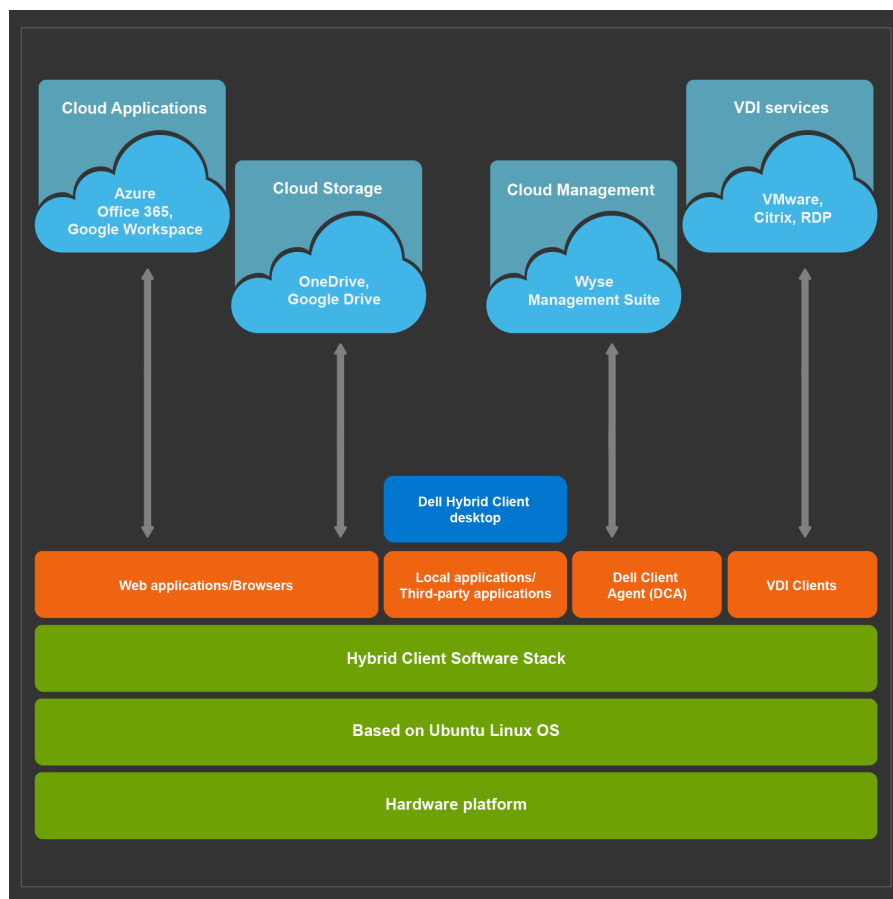 Cloud Applications
Azure
Office 365,
Google Workspace
Cloud Storage
OneDrive,
Google Drive
Cloud Management
Wyse
Management Suite
VDI services
VMware,
Citrix, RDP
Dell Hybrid Client
desktop
Web applications/Browsers
Local applications/
Third-party applications
Dell Client
Agent (DCA)
VDI Clients
Hybrid Client Software Stack
Based on Ubuntu Linux OS
Hardware platform